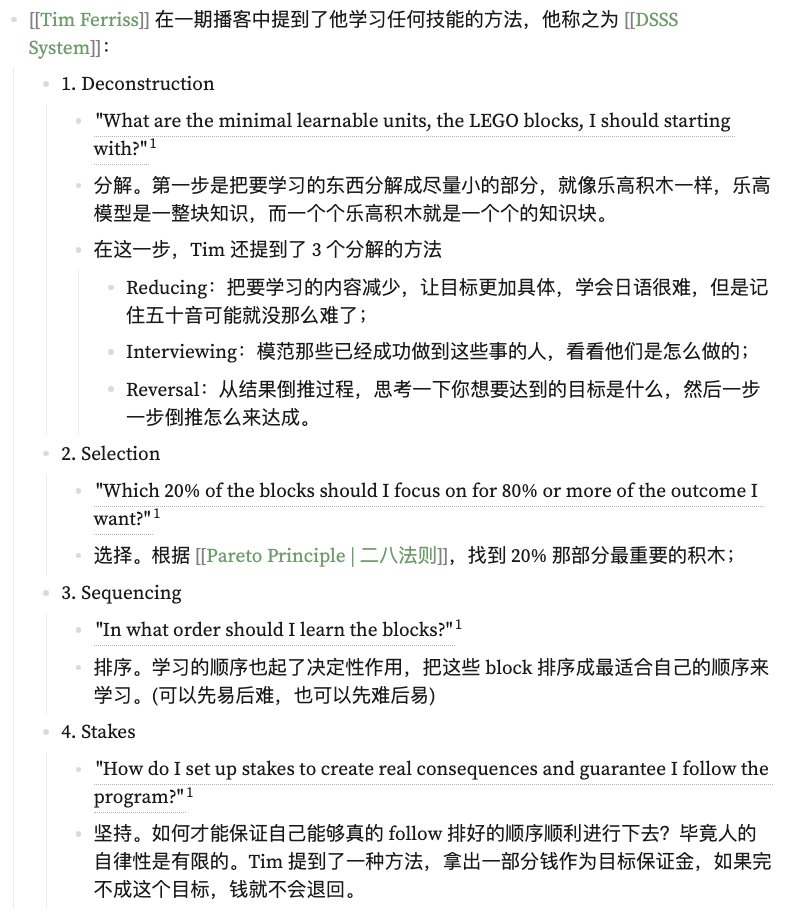 [[Tim Ferriss]] 在一期播客中提到了他学习任何技能的方法，他称之为 [[DSSS
System]]：
1. Deconstruction
"What are the minimal learnable units, the LEGO blocks, I should starting
with?"1
分解。第一步是把要学习的东西分解成尽量小的部分，就像乐高积木一样，乐高
模型是一整块知识，而一个个乐高积木就是一个个的知识块。
在这一步，Tim 还提到了 3 个分解的方法
Reducing：把要学习的内容减少，让目标更加具体，学会日语很难，但是记
住五十音可能就没那么难了；
Interviewing：模范那些已经成功做到这些事的人，看看他们是怎么做的；
Reversal：从结果倒推过程，思考一下你想要达到的目标是什么，然后一步
一步倒推怎么来达成。
2. Selection
"Which 20% of the blocks should I focus on for 80% or more of the outcome I
want?"1
选择。根据 [[Pareto Principle | 二八法则]]，找到 20% 那部分最重要的积木；
3. Sequencing
"In what order should I learn the blocks?"1
排序。学习的顺序也起了决定性作用，把这些 block 排序成最适合自己的顺序来
学习。(可以先易后难，也可以先难后易)
4. Stakes
"How do I set up stakes to create real consequences and guarantee I follow the
program?"1
坚持。如何才能保证自己能够真的 follow 排好的顺序顺利进行下去？毕竟人的
自律性是有限的。Tim 提到了一种方法，拿出一部分钱作为目标保证金，如果完
不成这个目标，钱就不会退回。